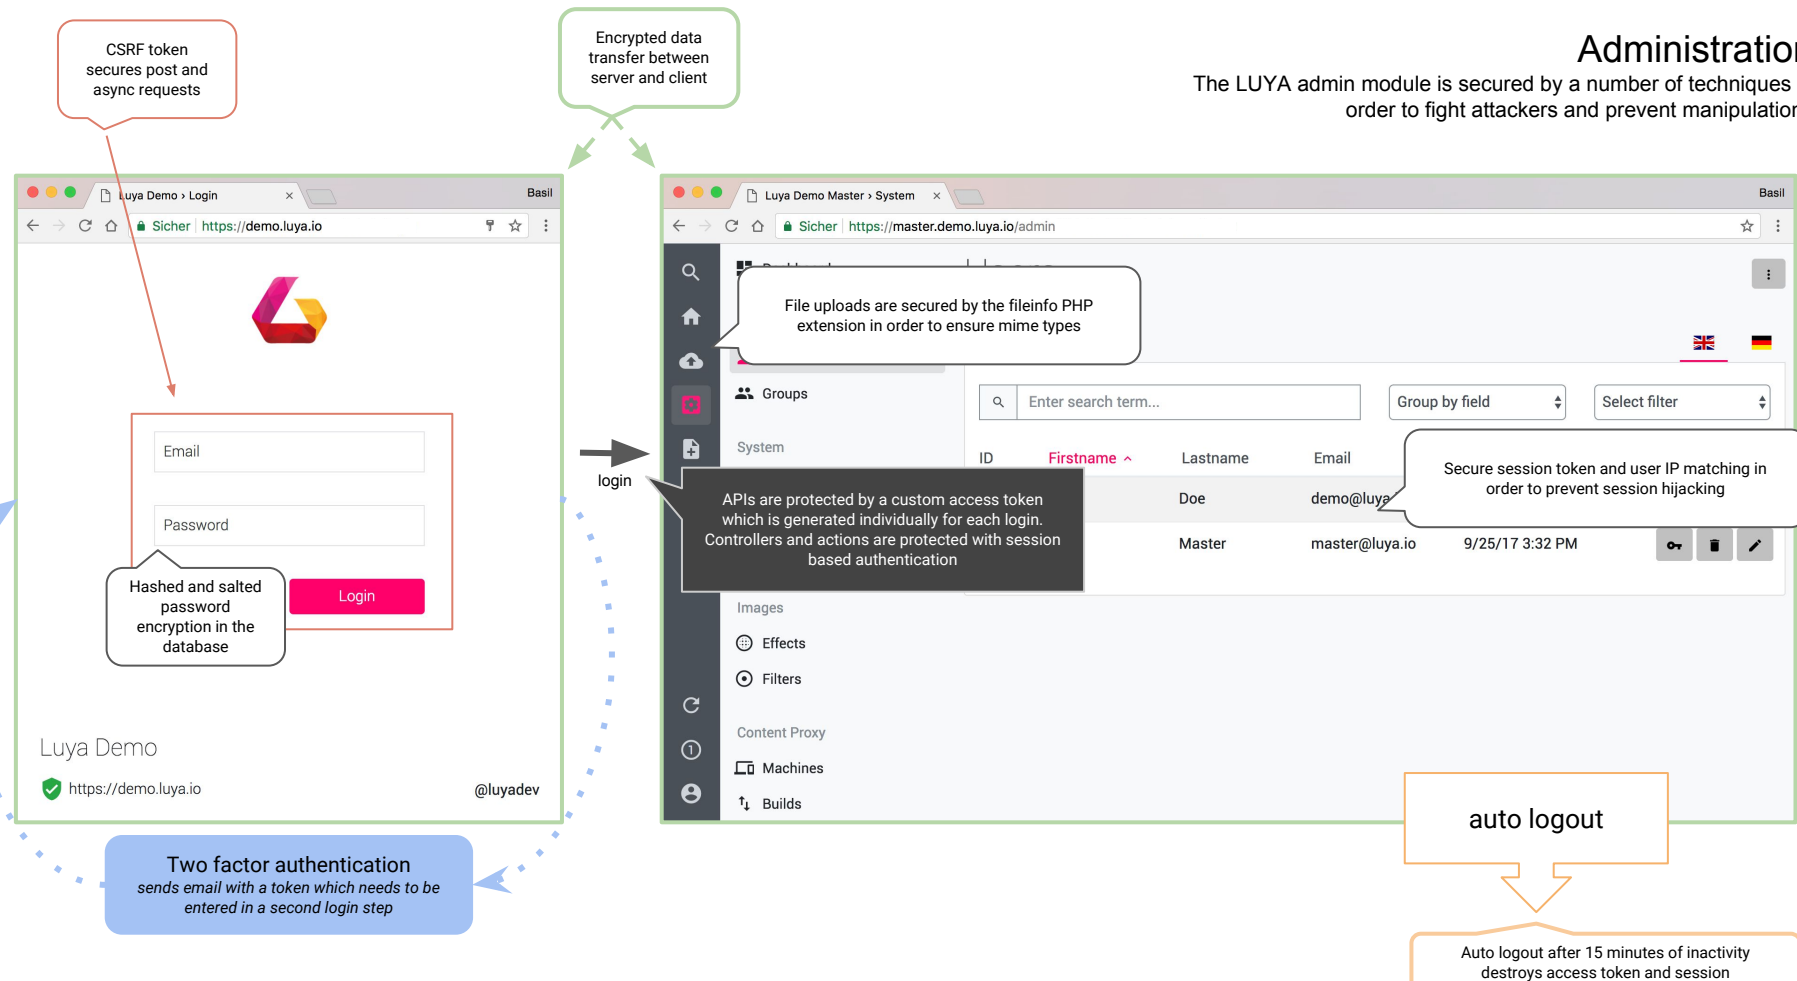 CSRF token
secures post and
async requests
Encrypted data
transfer between
server and client
Administration
The LUYA admin module is secured by a number of techniques
order to fight attackers and prevent manipulation
Luya Demo › Login
Basil
Sicher https://demo.luya.io
Email
Password
Hashed and salted
password
encryption in the
database
Login
Luya Demo
https://demo.luya.io
@luyadev
Two factor authentication
sends email with a token which needs to be
entered in a second login step
login
Luya Demo Master › System
Basil
Sicher https://master.demo.luya.io/admin
File uploads are secured by the fileinfo PHP
extension in order to ensure mime types
Groups
System
Enter search term...
Group by field
Select filter
ID Firstname Lastname Email
Secure session token and user IP matching in
order to prevent session hijacking
Doe demo@luya
APIs are protected by a custom access token
which is generated individually for each login.
Controllers and actions are protected with session
based authentication
Master master@luya.io 9/25/17 3:32 PM
Images
Effects
Filters
Content Proxy
Machines
Builds
1
auto logout
Auto logout after 15 minutes of inactivity
destroys access token and session